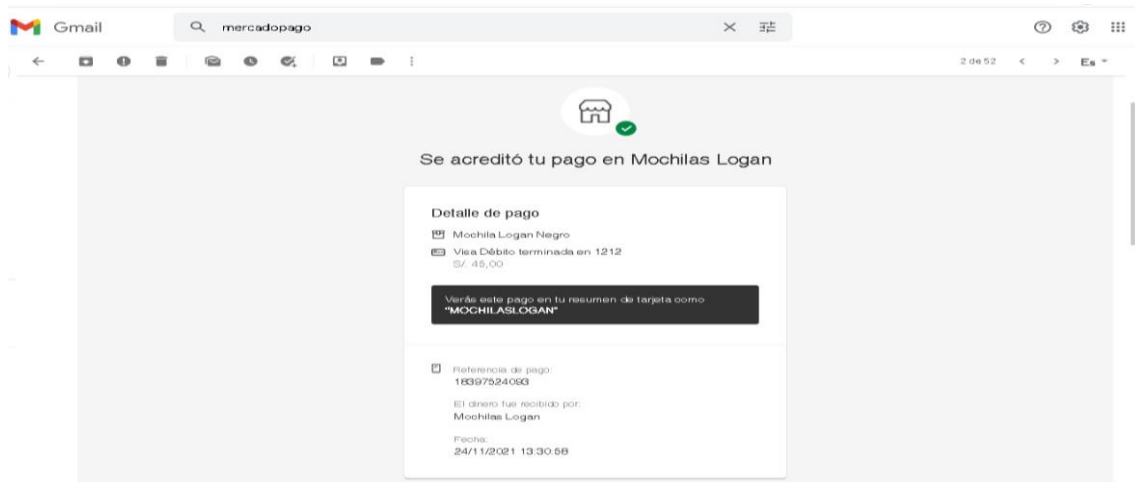 Gmail
mercadopago
2 de 52
Es
Se acreditó tu pago en Mochilas Logan
Detalle de pago
Mochila Logan Negro
Visa Débito terminada en 1212
S/. 45,00
Verás este pago en tu resumen de tarjeta como
"MOCHILASLOGAN"
Referencia de pago:
18397524093
El dinero fue recibido por:
Mochilas Logan
Fecha:
24/11/2021 13:30:58